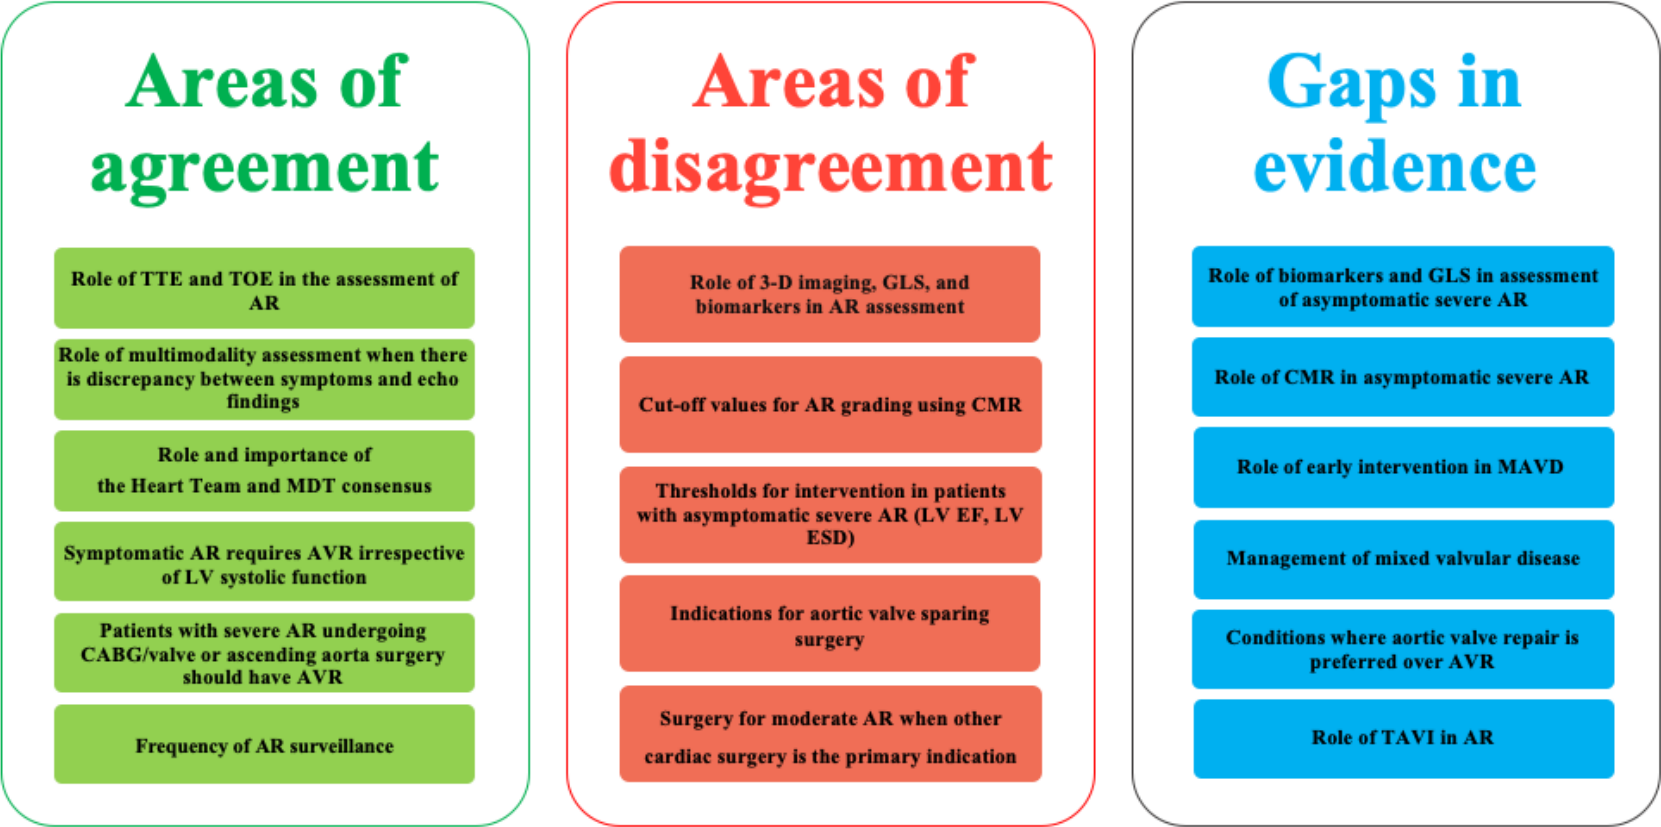 Areas of
agreement
Role of TTE and TOE in the assessment of
AR
Role of multimodality assessment when there
is discrepancy between symptoms and echo
findings
Role and importance of
the Heart Team and MDT consensus
Symptomatic AR requires AVR irrespective
of LV systolic function
Patients with severe AR undergoing
CABG/valve or ascending aorta surgery
should have AVR
Frequency of AR surveillance
Areas of
disagreement
Role of 3-D imaging, GLS, and
biomarkers in AR assessment
Cut-off values for AR grading using CMR
Thresholds for intervention in patients
with asymptomatic severe AR (LV EF, LV
ESD)
Indications for aortic valve sparing
surgery
Surgery for moderate AR when other
cardiac surgery is the primary indication
Gaps in
evidence
Role of biomarkers and GLS in assessment
of asymptomatic severe AR
Role of CMR in asymptomatic severe AR
Role of early intervention in MAVD
Management of mixed valvular disease
Conditions where aortic valve repair is
preferred over AVR
Role of TAVI in AR